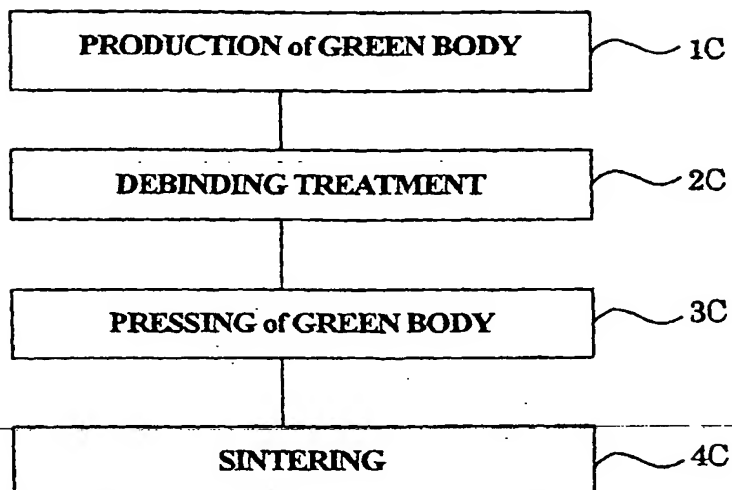 PRODUCTION of GREEN BODY 1C
DEBINDING TREATMENT 2C
PRESSING of GREEN BODY 3C
SINTERING 4C